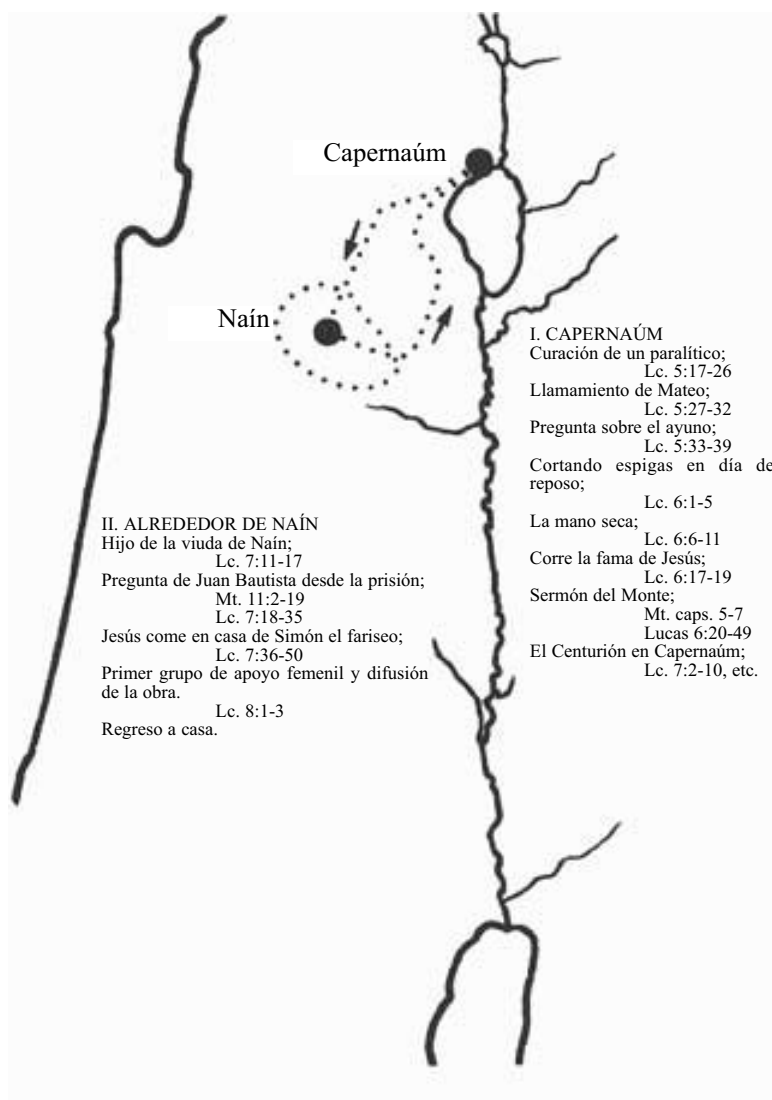 Capernaúm
Naín
I. CAPERNAÚM
Curación de un paralítico;
Lc. 5:17-26
Llamamiento de Mateo;
Lc. 5:27-32
Pregunta sobre el ayuno;
Lc. 5:33-39
Cortando espigas en día de
reposo;
Lc. 6:1-5
La mano seca;
Lc. 6:6-11
Corre la fama de Jesús;
Lc. 6:17-19
Sermón del Monte;
Mt. caps. 5-7
Lucas 6:20-49
El Centurión en Capernaúm;
Lc. 7:2-10, etc.
II. ALREDEDOR DE NAÍN
Hijo de la viuda de Naín;
Lc. 7:11-17
Pregunta de Juan Bautista desde la prisión;
Mt. 11:2-19
Lc. 7:18-35
Jesús come en casa de Simón el fariseo;
Lc. 7:36-50
Primer grupo de apoyo femenil y difusión
de la obra.
Lc. 8:1-3
Regreso a casa.